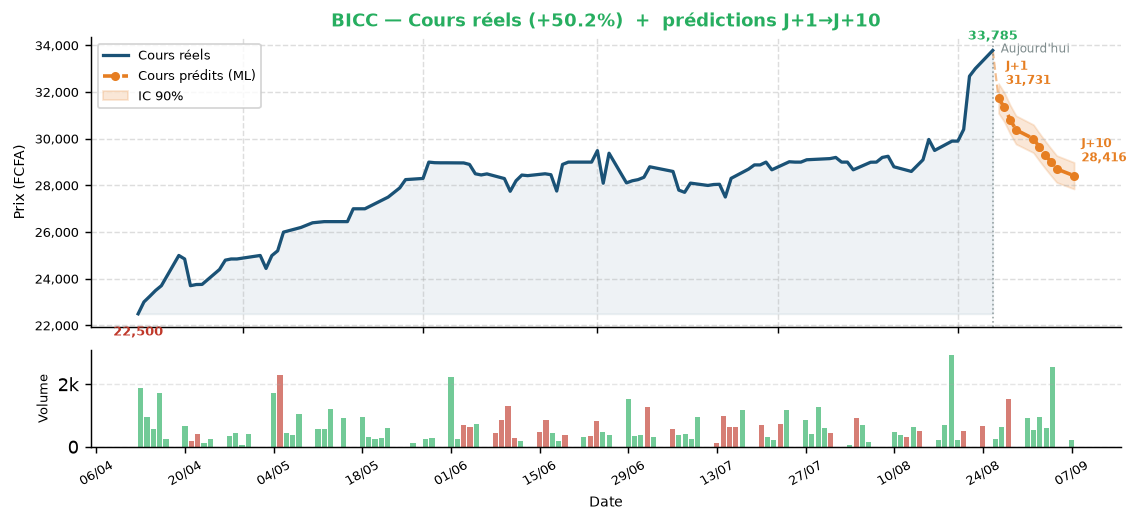 BICC — Cours réels (+50.2%)  +  prédictions J+1→J+10
33,785
Aujourd'hui
Cours réels
Cours prédits (ML)
IC 90%
J+1
31,731
J+10
28,416
22,500
Prix (FCFA)
34,000
32,000
30,000
28,000
26,000
24,000
22,000
Volume
2k
0
06/04
20/04
04/05
18/05
01/06
15/06
29/06
13/07
27/07
10/08
24/08
07/09
Date